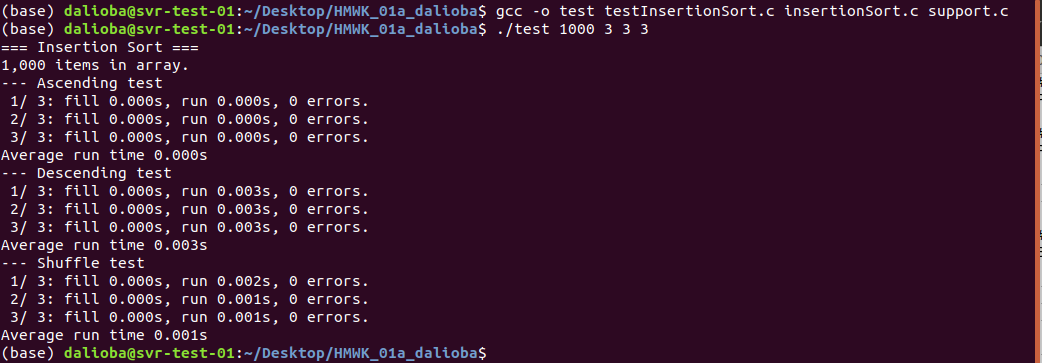 (base) dalioba@svr-test-01:~/Desktop/HMWK_01a_dalioba$ gcc -o test testInsertionSort.c insertionSort.c support.c
(base) dalioba@svr-test-01:~/Desktop/HMWK_01a_dalioba$ ./test 1000 3 3 3
=== Insertion Sort ===
1,000 items in array.
--- Ascending test
 1/ 3: fill 0.000s, run 0.000s, 0 errors.
 2/ 3: fill 0.000s, run 0.000s, 0 errors.
 3/ 3: fill 0.000s, run 0.000s, 0 errors.
Average run time 0.000s
--- Descending test
 1/ 3: fill 0.000s, run 0.003s, 0 errors.
 2/ 3: fill 0.000s, run 0.003s, 0 errors.
 3/ 3: fill 0.000s, run 0.003s, 0 errors.
Average run time 0.003s
--- Shuffle test
 1/ 3: fill 0.000s, run 0.002s, 0 errors.
 2/ 3: fill 0.000s, run 0.001s, 0 errors.
 3/ 3: fill 0.000s, run 0.001s, 0 errors.
Average run time 0.001s
(base) dalioba@svr-test-01:~/Desktop/HMWK_01a_dalioba$